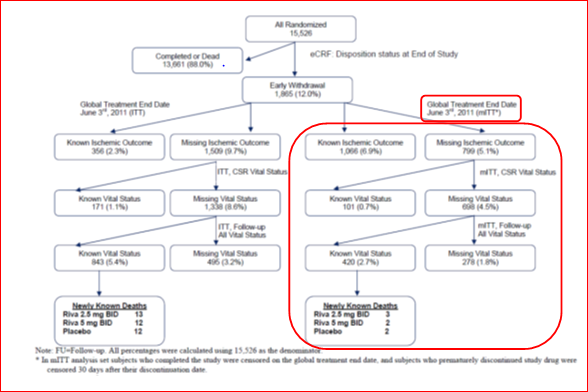 All Randomized
15,526
Completed or Dead
13,661 (88.0%)
eCRF: Disposition status at End of Study
Early Withdrawal
1,865 (12.0%)
Global Treatment End Date
June 3rd, 2011 (ITT)
Global Treatment End Date
June 3rd, 2011 (mITT*)
Known Ischemic Outcome
356 (2.3%)
Missing Ischemic Outcome
1,509 (9.7%)
Known Ischemic Outcome
1,066 (6.9%)
Missing Ischemic Outcome
799 (5.1%)
ITT, CSR Vital Status
mITT, CSR Vital Status
Known Vital Status
171 (1.1%)
Missing Vital Status
1,338 (8.6%)
Known Vital Status
101 (0.7%)
Missing Vital Status
698 (4.5%)
ITT, Follow-up
All Vital Status
mITT, Follow-up
All Vital Status
Known Vital Status
843 (5.4%)
Missing Vital Status
495 (3.2%)
Known Vital Status
420 (2.7%)
Missing Vital Status
278 (1.8%)
Newly Known Deaths
Riva 2.5 mg BID 13
Riva 5 mg BID 12
Placebo 12
Newly Known Deaths
Riva 2.5 mg BID 3
Riva 5 mg BID 2
Placebo 2
Note: FU=Follow-up. All percentages were calculated using 15,526 as the denominator.
* In mITT analysis set subjects who completed the study were censored on the global treatment end date, and subjects who prematurely discontinued study drug were
censored 30 days after their discontinuation date.